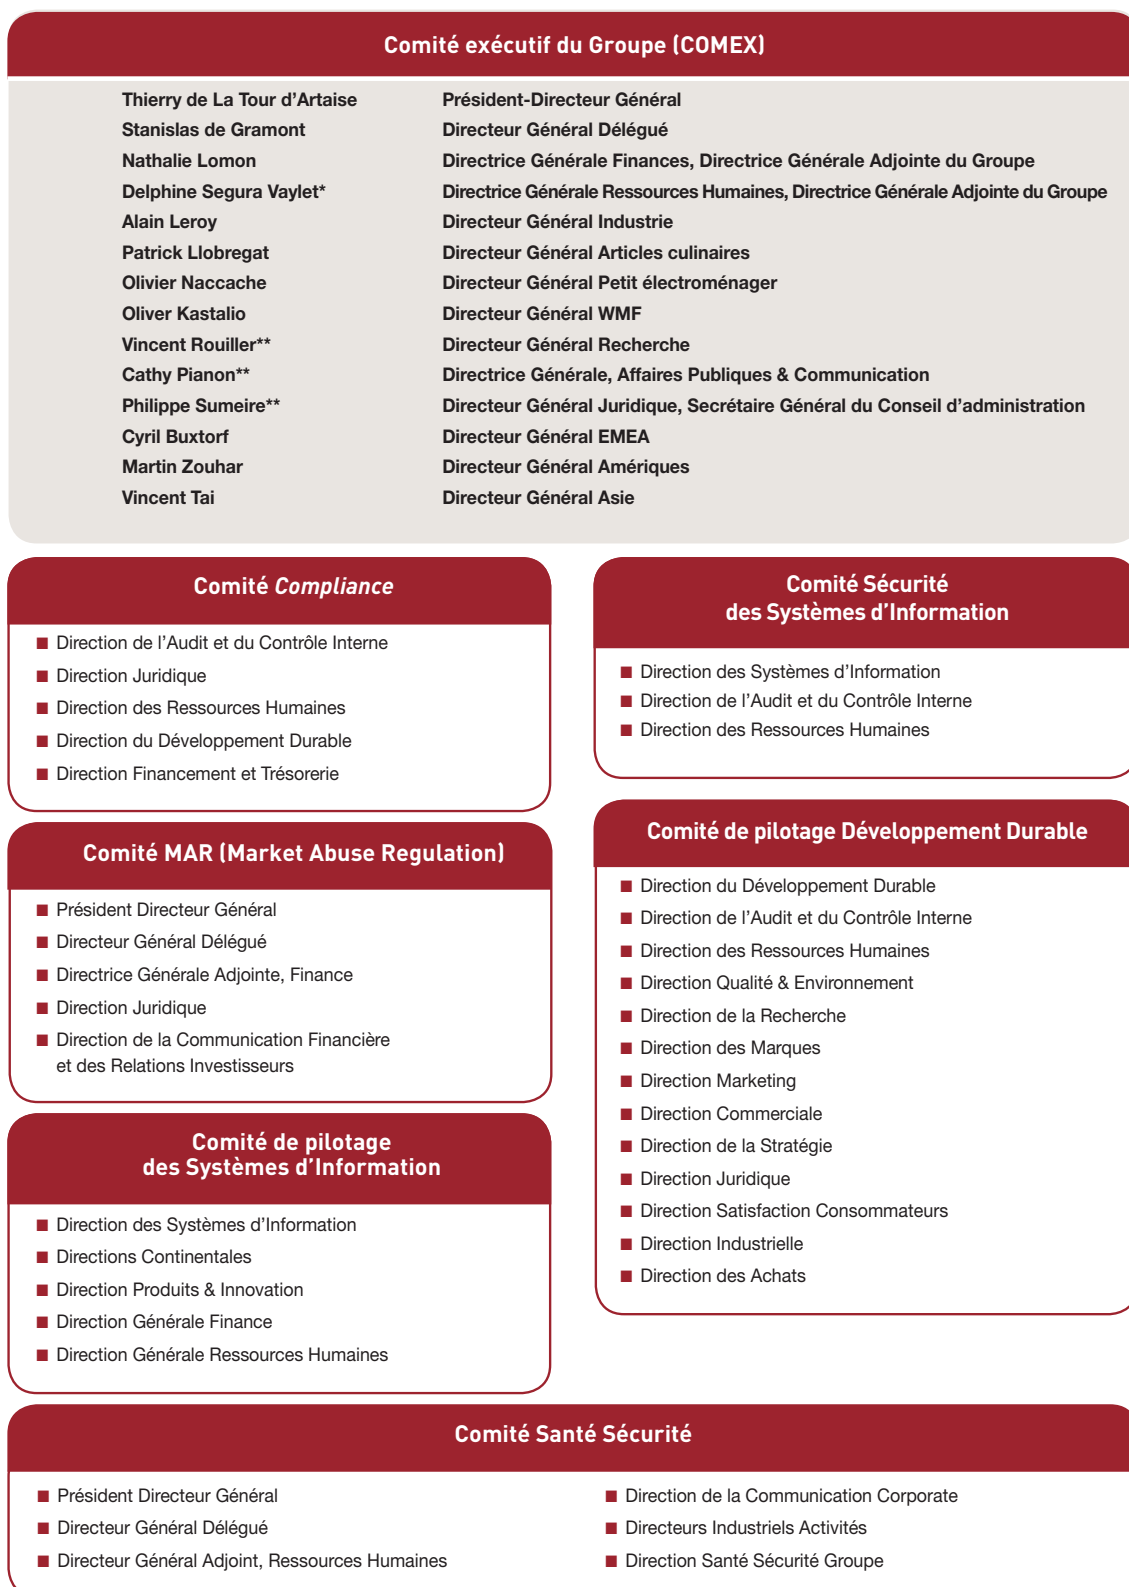 Comité exécutif du Groupe (COMEX)
Thierry de La Tour d’Artaise Président-Directeur Général
Stanislas de Gramont Directeur Général Délégué
Nathalie Lomon Directrice Générale Finances, Directrice Générale Adjointe du Groupe
Delphine Segura Vaylet* Directrice Générale Ressources Humaines, Directrice Générale Adjointe du Groupe
Alain Leroy Directeur Général Industrie
Patrick Llobregat Directeur Général Articles culinaires
Olivier Naccache Directeur Général Petit électroménager
Oliver Kastalio Directeur Général WMF
Vincent Rouiller** Directeur Général Recherche
Cathy Pianon** Directrice Générale, Affaires Publiques & Communication
Philippe Sumeire** Directeur Général Juridique, Secrétaire Général du Conseil d’administration
Cyril Buxtorf Directeur Général EMEA
Martin Zouhar Directeur Général Amériques
Vincent Tai Directeur Général Asie
Comité Compliance
■ Direction de l’Audit et du Contrôle Interne
■ Direction Juridique
■ Direction des Ressources Humaines
■ Direction du Développement Durable
■ Direction Financement et Trésorerie
Comité MAR (Market Abuse Regulation)
■ Président Directeur Général
■ Directeur Général Délégué
■ Directrice Générale Adjointe, Finance
■ Direction Juridique
■ Direction de la Communication Financière
et des Relations Investisseurs
Comité de pilotage
des Systèmes d’Information
■ Direction des Systèmes d’Information
■ Directions Continentales
■ Direction Produits & Innovation
■ Direction Générale Finance
■ Direction Générale Ressources Humaines
Comité Sécurité
des Systèmes d’Information
■ Direction des Systèmes d’Information
■ Direction de l’Audit et du Contrôle Interne
■ Direction des Ressources Humaines
Comité de pilotage Développement Durable
■ Direction du Développement Durable
■ Direction de l’Audit et du Contrôle Interne
■ Direction des Ressources Humaines
■ Direction Qualité & Environnement
■ Direction de la Recherche
■ Direction des Marques
■ Direction Marketing
■ Direction Commerciale
■ Direction de la Stratégie
■ Direction Juridique
■ Direction Satisfaction Consommateurs
■ Direction Industrielle
■ Direction des Achats
Comité Santé Sécurité
■ Président Directeur Général
■ Directeur Général Délégué
■ Directeur Général Adjoint, Ressources Humaines
■ Direction de la Communication Corporate
■ Directeurs Industriels Activités
■ Direction Santé Sécurité Groupe